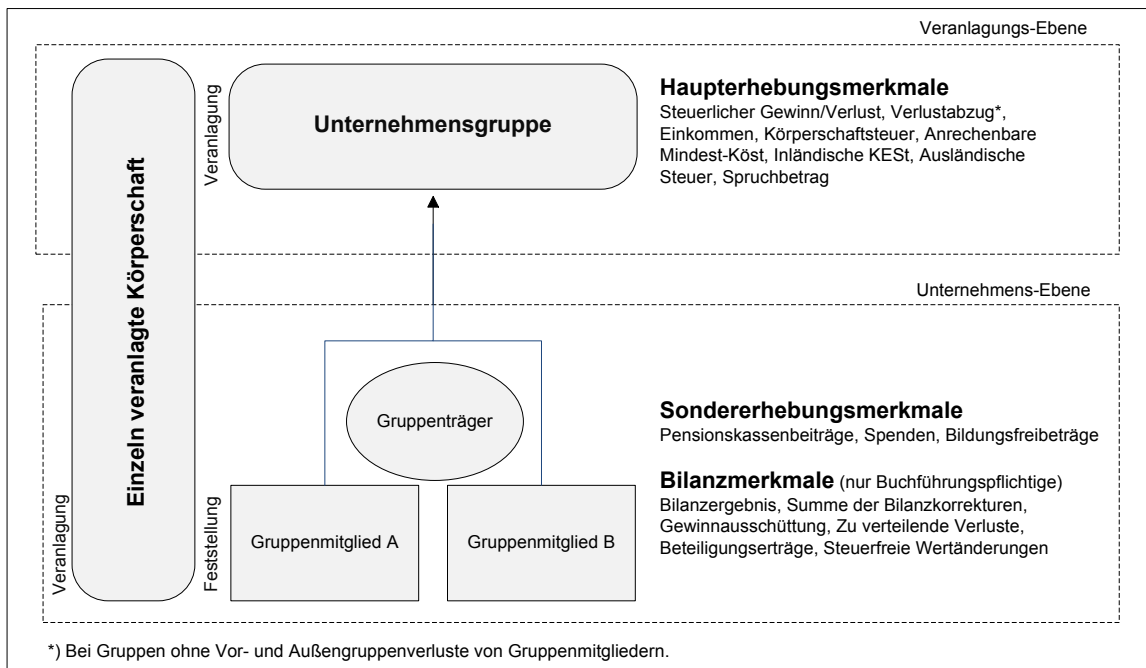 Veranlagungs-Ebene
Einzeln veranlagte Körperschaft
Veranlagung
Unternehmensgruppe
Haupterhebungsmerkmale
Steuerlicher Gewinn/Verlust, Verlustabzug*,
Einkommen, Körperschaftsteuer, Anrechenbare
Mindest-Köst, Inländische KESt, Ausländische
Steuer, Spruchbetrag
Unternehmens-Ebene
Veranlagung
Feststellung
Gruppenträger
Gruppenmitglied A
Gruppenmitglied B
Sondererhebungsmerkmale
Pensionskassenbeiträge, Spenden, Bildungsfreibeträge
Bilanzmerkmale (nur Buchführungspflichtige)
Bilanzergebnis, Summe der Bilanzkorrekturen,
Gewinnausschüttung, Zu verteilende Verluste,
Beteiligungserträge, Steuerfreie Wertänderungen
*) Bei Gruppen ohne Vor- und Außengruppenverluste von Gruppenmitgliedern.